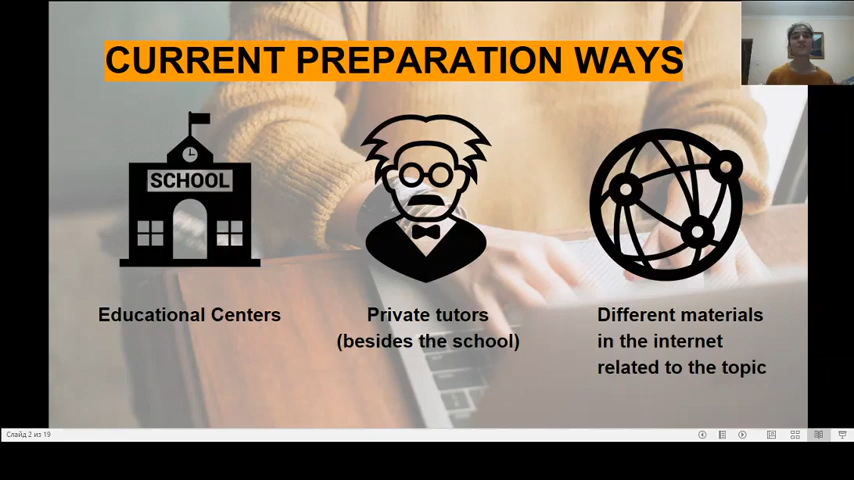 CURRENT PREPARATION WAYS
SCHOOL
Educational Centers
Private tutors
(besides the school)
Different materials
in the internet
related to the topic
Слайд 2 из 19